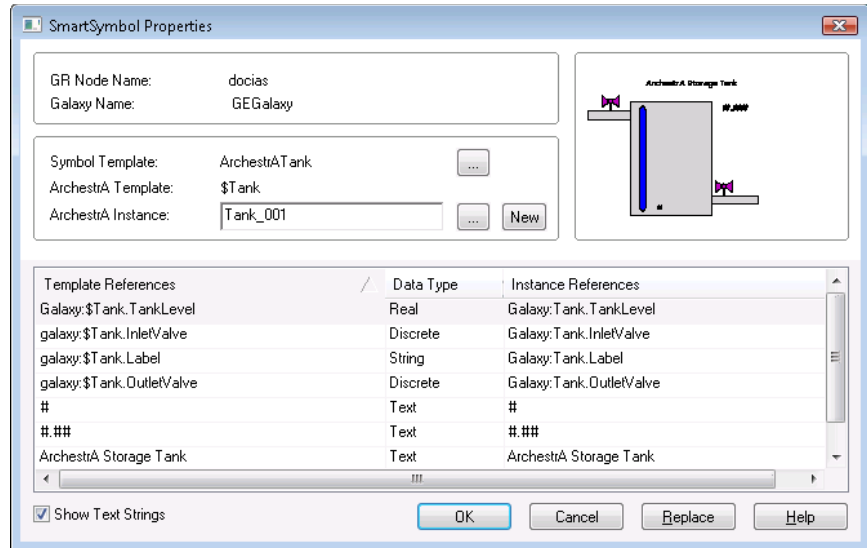 SmartSymbol Properties
GR Node Name: docias
Galaxy Name: GEGalaxy
ArchestrA Storage Tank
#.###
#
Symbol Template: ArchestrATank ...
ArchestrA Template: $Tank
ArchestrA Instance: Tank_001 ... New
Template References Data Type Instance References
Galaxy:$Tank.TankLevel Real Galaxy:Tank.TankLevel
galaxy:$Tank.InletValve Discrete Galaxy:Tank.InletValve
galaxy:$Tank.Label String Galaxy:Tank.Label
galaxy:$Tank.OutletValve Discrete Galaxy:Tank.OutletValve
# Text #
#.## Text #.##
ArchestrA Storage Tank Text ArchestrA Storage Tank
Show Text Strings OK Cancel Replace Help